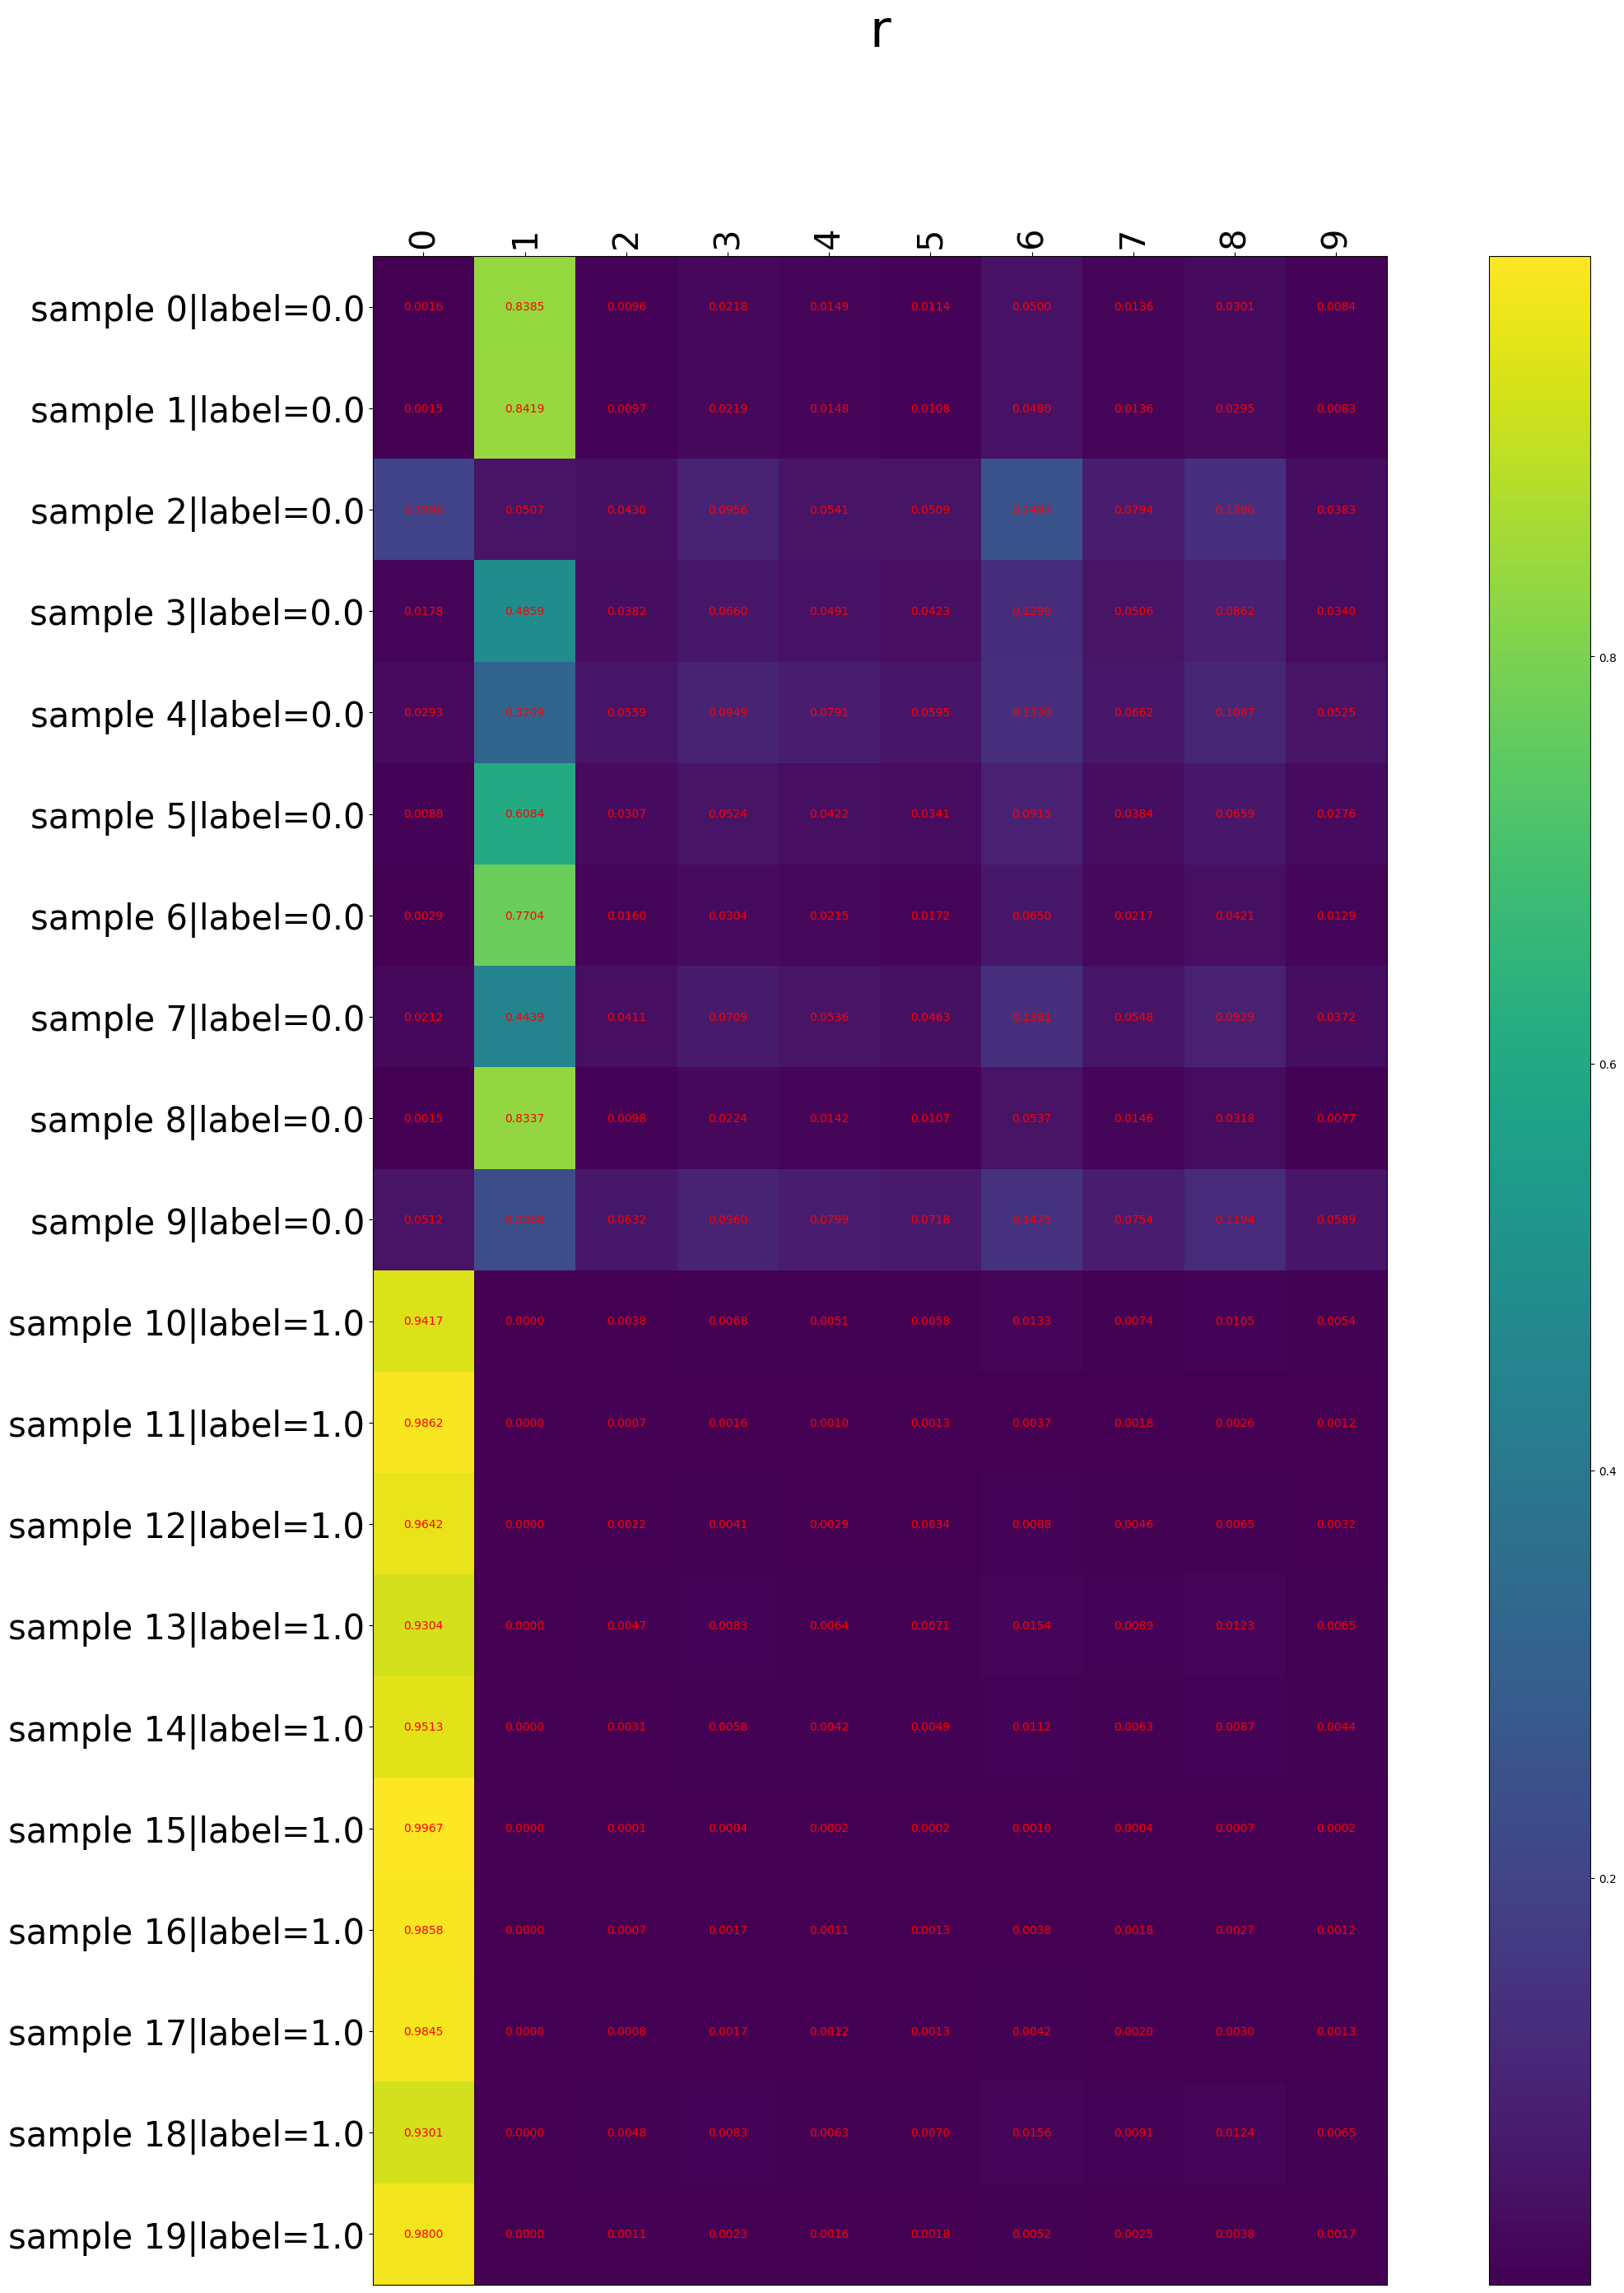 r
0 1 2 3 4 5 6 7 8 9
sample 0|label=0.0 0.0016 0.8385 0.0096 0.0218 0.0149 0.0114 0.0500 0.0136 0.0301 0.0084
sample 1|label=0.0 0.0015 0.8419 0.0097 0.0219 0.0148 0.0108 0.0480 0.0136 0.0295 0.0083
sample 2|label=0.0 0.0507 0.0430 0.0956 0.0541 0.0509 0.0794 0.1390 0.0383
sample 3|label=0.0 0.0178 0.4859 0.0382 0.0660 0.0491 0.0423 0.1299 0.0506 0.0862 0.0340
sample 4|label=0.0 0.0293 0.3209 0.0559 0.0949 0.0791 0.0595 0.1330 0.0662 0.1087 0.0525
sample 5|label=0.0 0.0088 0.6084 0.0307 0.0524 0.0422 0.0341 0.0915 0.0384 0.0659 0.0276
sample 6|label=0.0 0.0029 0.7704 0.0160 0.0304 0.0215 0.0172 0.0650 0.0217 0.0421 0.0129
sample 7|label=0.0 0.0212 0.4439 0.0411 0.0709 0.0536 0.0463 0.1381 0.0548 0.0929 0.0372
sample 8|label=0.0 0.0015 0.8337 0.0098 0.0224 0.0142 0.0107 0.0537 0.0146 0.0318 0.0077
sample 9|label=0.0 0.0512 0.0632 0.0960 0.0799 0.0718 0.1475 0.0754 0.1194 0.0589
sample 10|label=1.0 0.9417 0.0000 0.0038 0.0068 0.0051 0.0058 0.0133 0.0074 0.0105 0.0054
sample 11|label=1.0 0.9862 0.0000 0.0007 0.0016 0.0010 0.0013 0.0037 0.0018 0.0026 0.0012
sample 12|label=1.0 0.9642 0.0000 0.0022 0.0041 0.0029 0.0034 0.0088 0.0046 0.0065 0.0032
sample 13|label=1.0 0.9304 0.0000 0.0047 0.0083 0.0064 0.0071 0.0154 0.0089 0.0123 0.0065
sample 14|label=1.0 0.9513 0.0000 0.0031 0.0058 0.0042 0.0049 0.0112 0.0063 0.0087 0.0044
sample 15|label=1.0 0.9967 0.0000 0.0001 0.0004 0.0002 0.0002 0.0010 0.0004 0.0007 0.0002
sample 16|label=1.0 0.9858 0.0000 0.0007 0.0017 0.0011 0.0013 0.0038 0.0018 0.0027 0.0012
sample 17|label=1.0 0.9845 0.0000 0.0008 0.0017 0.0012 0.0013 0.0042 0.0020 0.0030 0.0013
sample 18|label=1.0 0.9301 0.0000 0.0048 0.0083 0.0063 0.0070 0.0156 0.0091 0.0124 0.0065
sample 19|label=1.0 0.9800 0.0000 0.0011 0.0023 0.0016 0.0018 0.0052 0.0025 0.0038 0.0017
0.8
0.6
0.4
0.2